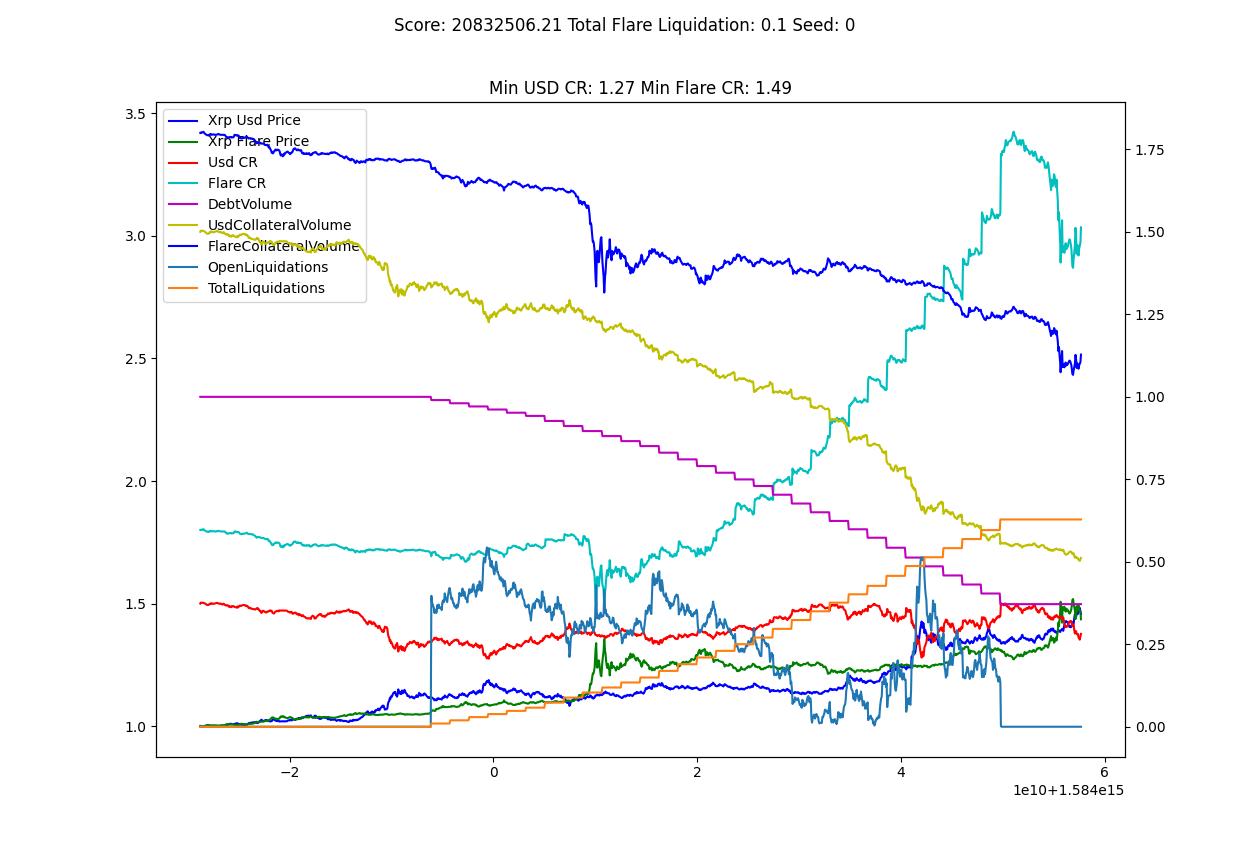 Score: 20832506.21 Total Flare Liquidation: 0.1 Seed: 0
Min USD CR: 1.27 Min Flare CR: 1.49
Xrp Usd Price
Xrp Flare Price
Usd CR
Flare CR
DebtVolume
UsdCollateralVolume
FlareCollateralVolume
OpenLiquidations
TotalLiquidations
3.5
3.0
2.5
2.0
1.5
1.0
1.75
1.50
1.25
1.00
0.75
0.50
0.25
0.00
−2 0 2 4 6
1e10+1.584e15